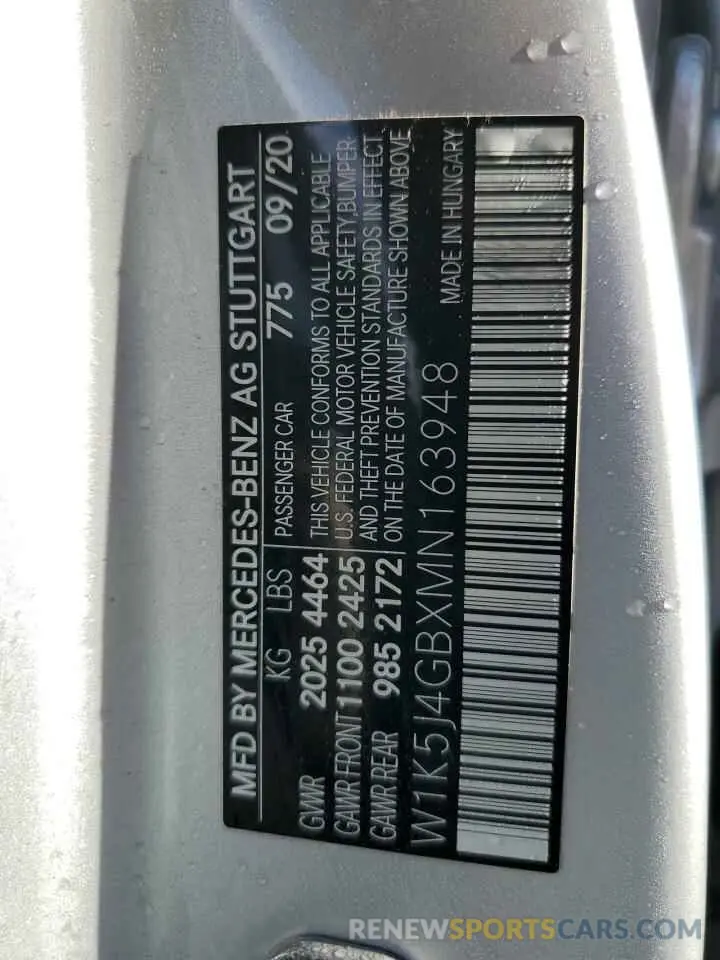 MFD BY MERCEDES-BENZ AG STUTTGART
KG LBS PASSENGER CAR 775 09/20
GWR 2025 4464 THIS VEHICLE CONFORMS TO ALL APPLICABLE
GAWR FRONT 1100 2425 U.S. FEDERAL MOTOR VEHICLE SAFETY,BUMPER,
GAWR REAR 985 2172 AND THEFT PREVENTION STANDARDS IN EFFECT
ON THE DATE OF MANUFACTURE SHOWN ABOVE
W1K5J4GBXMN163948 MADE IN HUNGARY
RENEWSPORTSCARS.COM